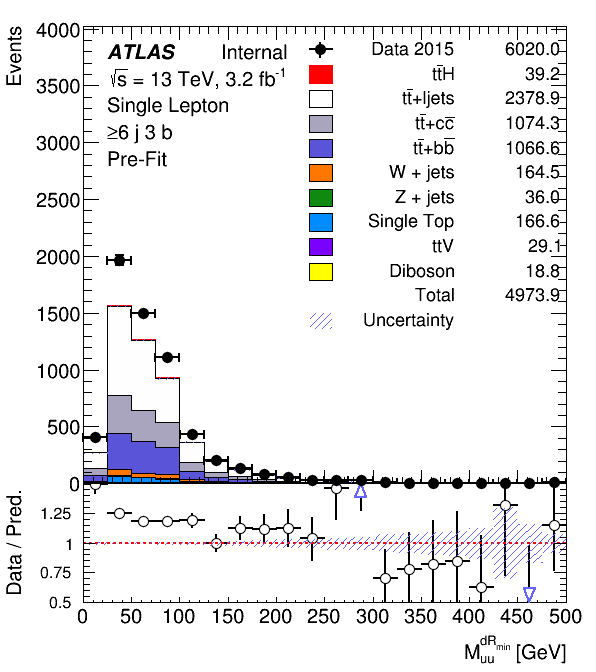 Events
4000
3500
3000
2500
2000
1500
1000
500
0
ATLAS Internal
√s = 13 TeV, 3.2 fb⁻¹
Single Lepton
≥6 j 3 b
Pre-Fit
Data 2015 6020.0
tt̄H 39.2
tt̄+ljets 2378.9
tt̄+cc̄ 1074.3
tt̄+bb̄ 1066.6
W + jets 164.5
Z + jets 36.0
Single Top 166.6
ttV 29.1
Diboson 18.8
Total 4973.9
Uncertainty
Data / Pred.
1.25
1
0.75
0.5
0 50 100 150 200 250 300 350 400 450 500
M_uu^dR_min [GeV]